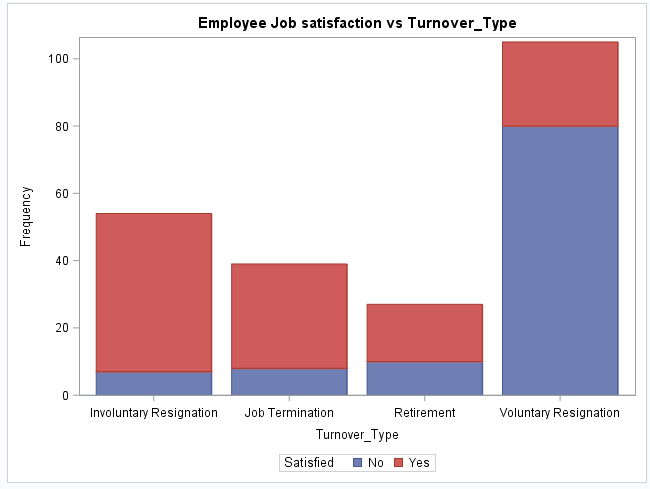 Employee Job satisfaction vs Turnover_Type
Frequency
100
80
60
40
20
0
Involuntary Resignation Job Termination Retirement Voluntary Resignation
Turnover_Type
Satisfied No Yes